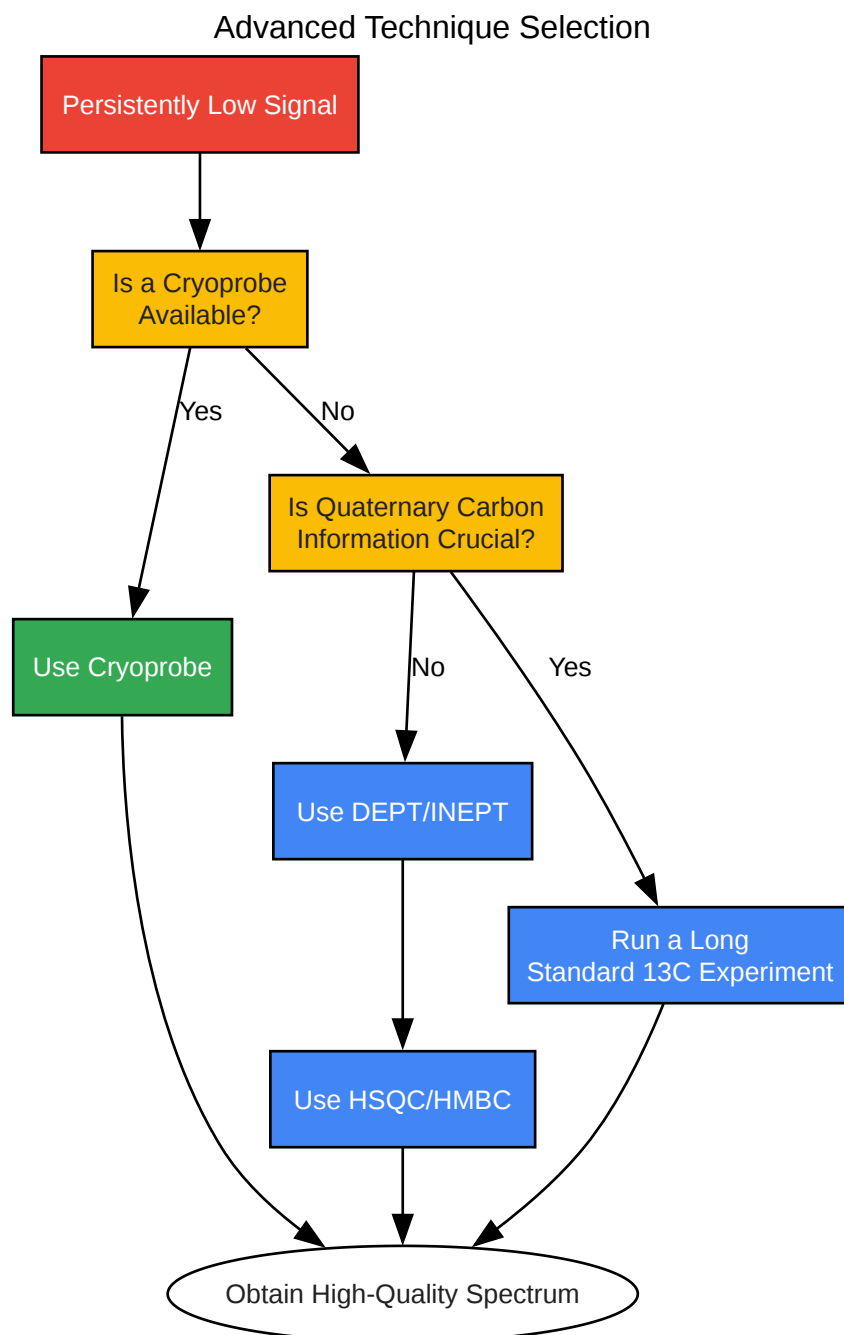 Advanced Technique Selection
Persistently Low Signal
Is a Cryoprobe
Available?
Yes
No
Is Quaternary Carbon
Information Crucial?
Use Cryoprobe
No
Yes
Use DEPT/INEPT
Run a Long
Standard 13C Experiment
Use HSQC/HMBC
Obtain High-Quality Spectrum